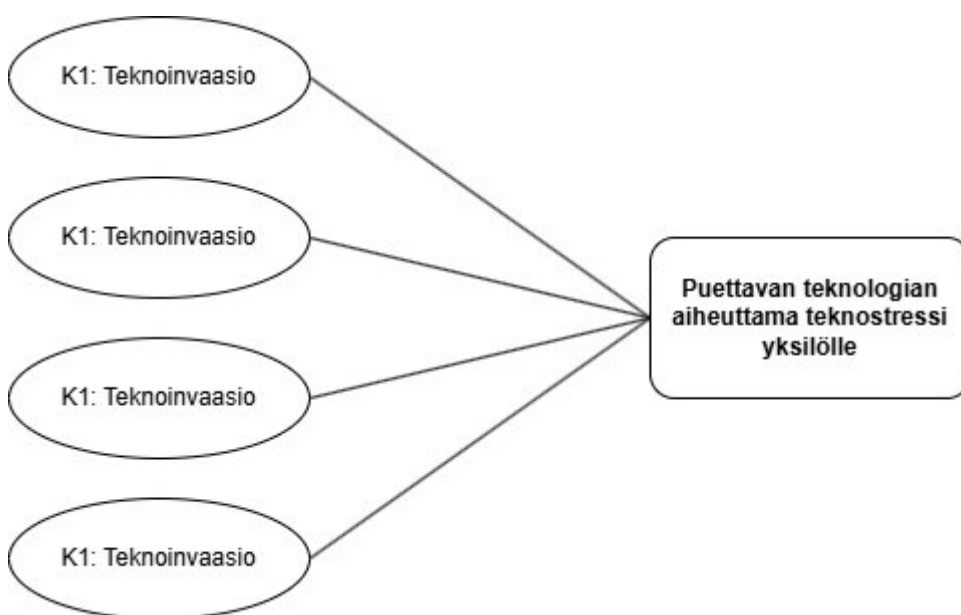 K1: Teknoinvaasio
K1: Teknoinvaasio
K1: Teknoinvaasio
K1: Teknoinvaasio
Puettavan teknologian
aiheuttama teknostressi
yksilölle